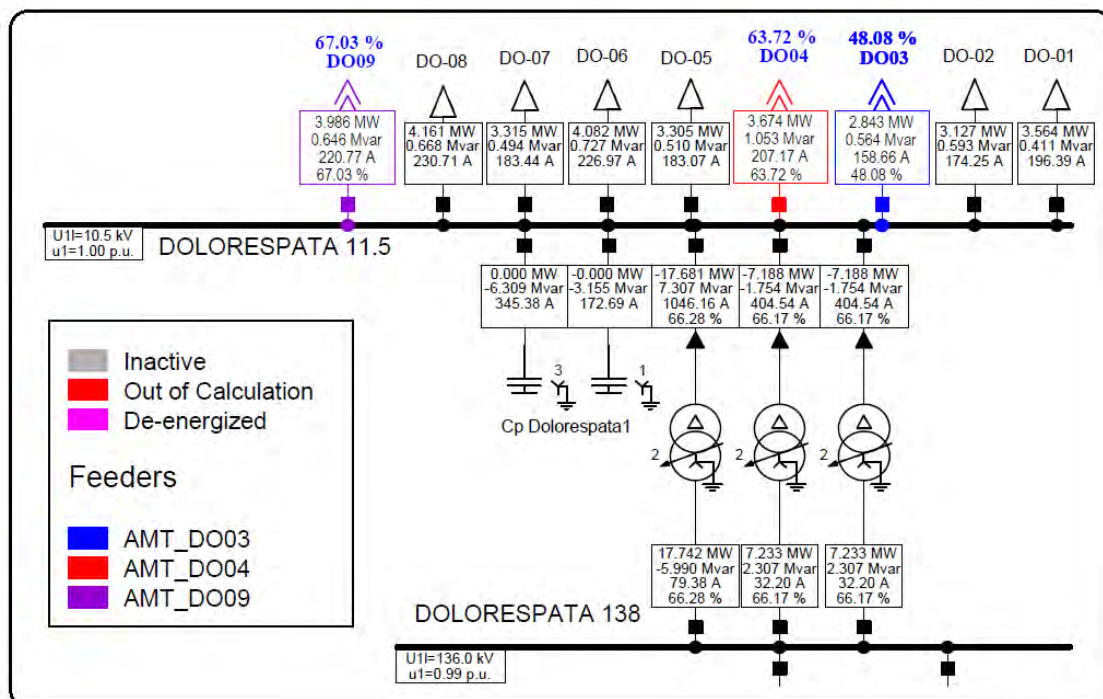 67.03 %
DO09
DO-08
DO-07
DO-06
DO-05
63.72 %
DO04
48.08 %
DO03
DO-02
DO-01
3.986 MW
0.646 Mvar
220.77 A
67.03 %
4.161 MW
0.668 Mvar
230.71 A
3.315 MW
0.494 Mvar
183.44 A
4.082 MW
0.727 Mvar
226.97 A
3.305 MW
0.510 Mvar
183.07 A
3.674 MW
1.053 Mvar
207.17 A
63.72 %
2.843 MW
0.564 Mvar
158.66 A
48.08 %
3.127 MW
0.593 Mvar
174.25 A
3.564 MW
0.411 Mvar
196.39 A
U1l=10.5 kV
u1=1.00 p.u.
DOLORESPATA 11.5
0.000 MW
-6.309 Mvar
345.38 A
-0.000 MW
-3.155 Mvar
172.69 A
-17.681 MW
7.307 Mvar
1046.16 A
66.28 %
-7.188 MW
-1.754 Mvar
404.54 A
66.17 %
-7.188 MW
-1.754 Mvar
404.54 A
66.17 %
3
1
Cp Dolorespata1
2
2
2
Inactive
Out of Calculation
De-energized
Feeders
AMT_DO03
AMT_DO04
AMT_DO09
17.742 MW
-5.990 Mvar
79.38 A
66.28 %
7.233 MW
2.307 Mvar
32.20 A
66.17 %
7.233 MW
2.307 Mvar
32.20 A
66.17 %
DOLORESPATA 138
U1l=136.0 kV
u1=0.99 p.u.